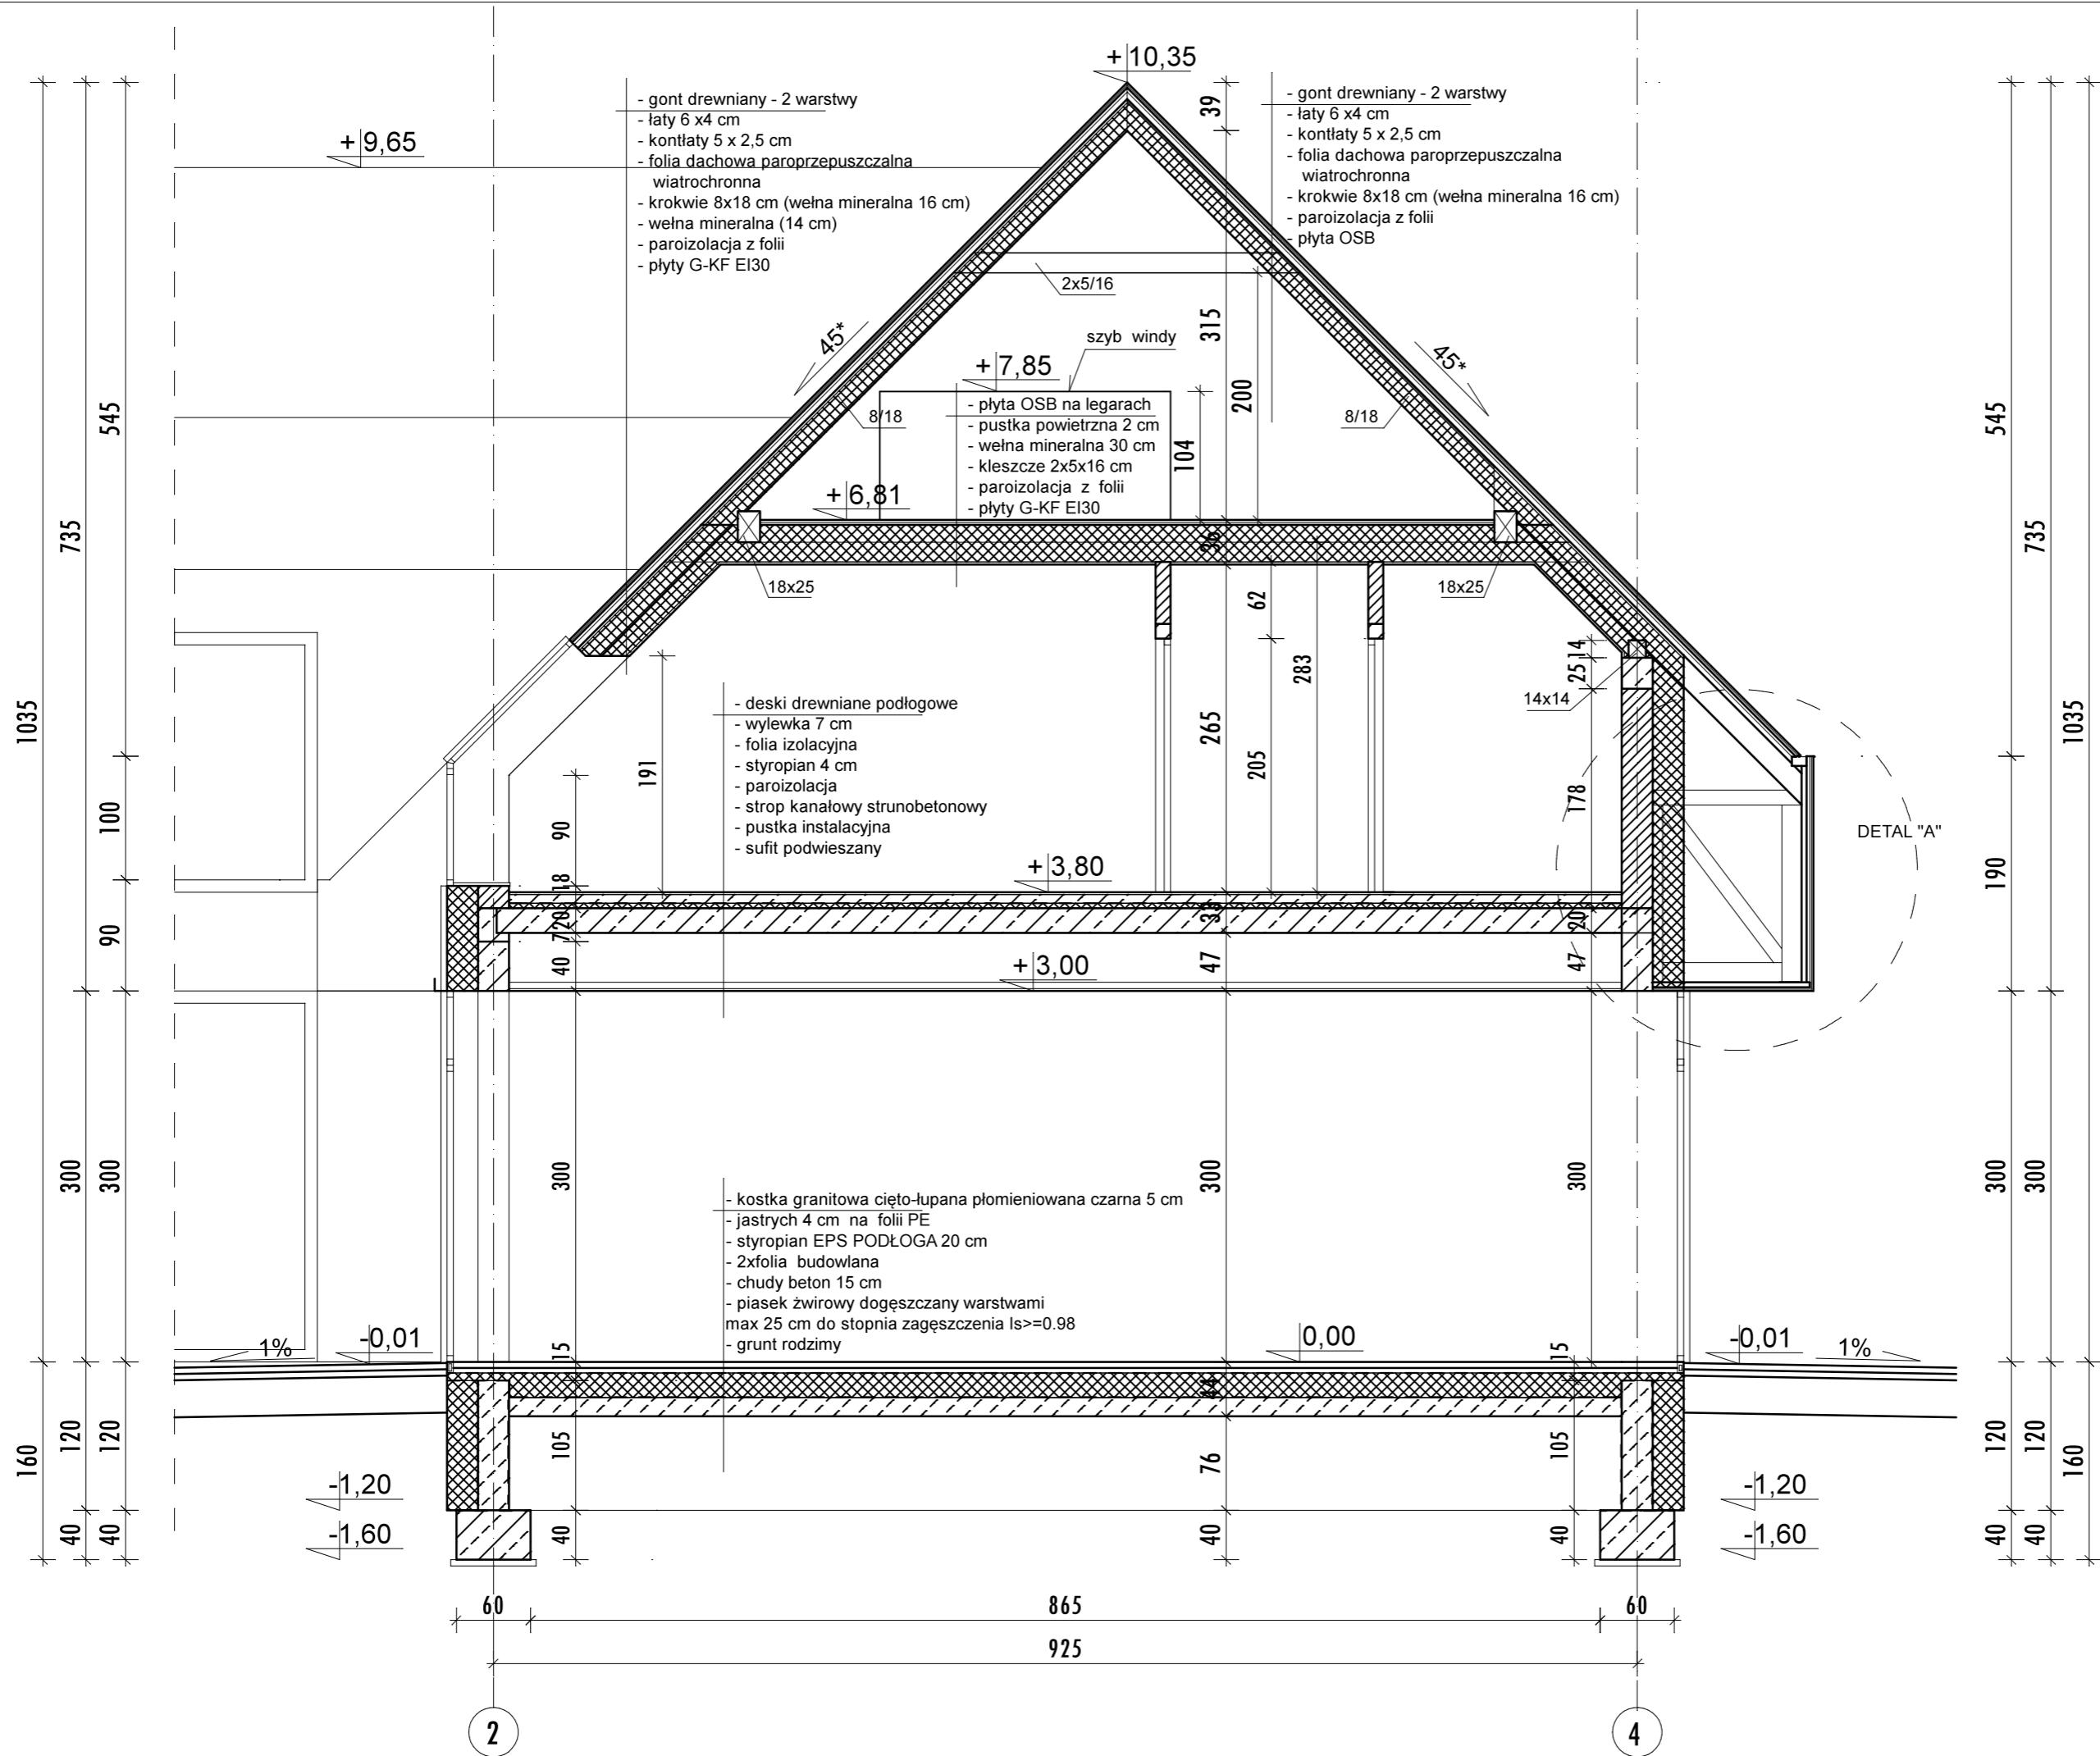 +10,35
+9,65
- gont drewniany - 2 warstwy
- łaty 6 x4 cm
- kontłaty 5 x 2,5 cm
- folia dachowa paroprzepuszczalna
wiatrochronna
- krokwie 8x18 cm (wełna mineralna 16 cm)
- wełna mineralna (14 cm)
- paroizolacja z folii
- płyty G-KF EI30
39
- gont drewniany - 2 warstwy
- łaty 6 x4 cm
- kontłaty 5 x 2,5 cm
- folia dachowa paroprzepuszczalna
wiatrochronna
- krokwie 8x18 cm (wełna mineralna 16 cm)
- paroizolacja z folii
- płyta OSB
2x5/16
315
szyb windy
45*
45*
+7,85
200
8/18
8/18
- płyta OSB na legarach
- pustka powietrzna 2 cm
- wełna mineralna 30 cm
- kleszcze 2x5x16 cm
- paroizolacja z folii
- płyty G-KF EI30
104
+6,81
36
18x25
18x25
62
283
265
205
191
14
25
14x14
178
- deski drewniane podłogowe
- wylewka 7 cm
- folia izolacyjna
- styropian 4 cm
- paroizolacja
- strop kanałowy strunobetonowy
- pustka instalacyjna
- sufit podwieszany
DETAL "A"
90
18
20
7
40
+3,80
33
20
47
47
+3,00
300
300
300
- kostka granitowa cięto-łupana płomieniowana czarna 5 cm
- jastrych 4 cm na folii PE
- styropian EPS PODŁOGA 20 cm
- 2xfolia budowlana
- chudy beton 15 cm
- piasek żwirowy dogęszczany warstwami
max 25 cm do stopnia zagęszczenia Is>=0.98
- grunt rodzimy
1%
-0,01
15
0,00
15
-0,01
1%
44
105
76
105
-1,20
-1,20
-1,60
-1,60
40
40
40
1035
160
735
300
120
40
545
100
90
300
120
40
545
190
300
120
40
735
300
120
40
1035
160
60
865
60
925
2
4